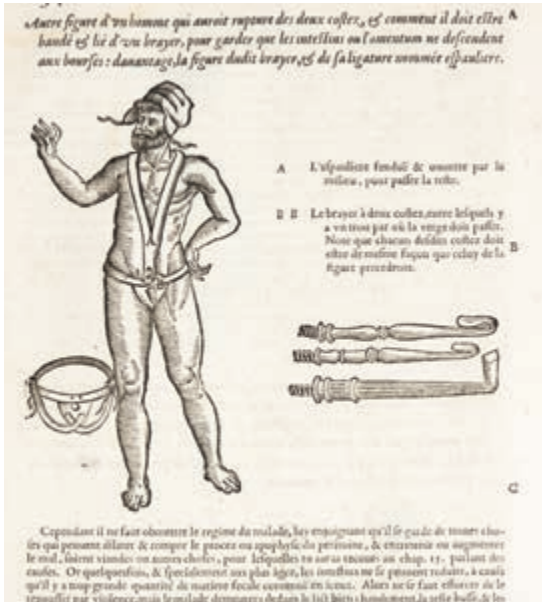 Autre figure d'vn homme qui auroit rupture des deux costez, & comment il doit estre A
bandé & lié d'vn brayer, pour garder que les intestins ou l'omentum ne descendent
aux bourses: dauantage, la figure dudit brayer, & de sa ligature nommée espauliere.
A L'espauliere fenduë & ouuerte par le
milieu, pour passer la teste.
B B Le brayer à deux costez, entre lesquels y
a vn trou par où la verge doit passer.
Note que chacun desdits costez doit B
estre de mesme façon que celuy de la
figure precedente.
C
Cependant il ne faut obmettre le regime du malade, luy enioignant qu'il se garde de toutes cho-
ses qui peuuent dilater & rompre le procez ou apophyse du peritoine, & entretenir ou augmenter
le mal, soient viandes ou autres choses, pour lesquelles tu auras recours au chap. 15. parlant des
causes. Or quelquesfois, & specialement aux plus âgez, les intestins ne se peuuent reduire, à cause
qu'il y a trop grande quantité de matiere fecale contenuë en iceux. Alors ne se faut efforcer de le